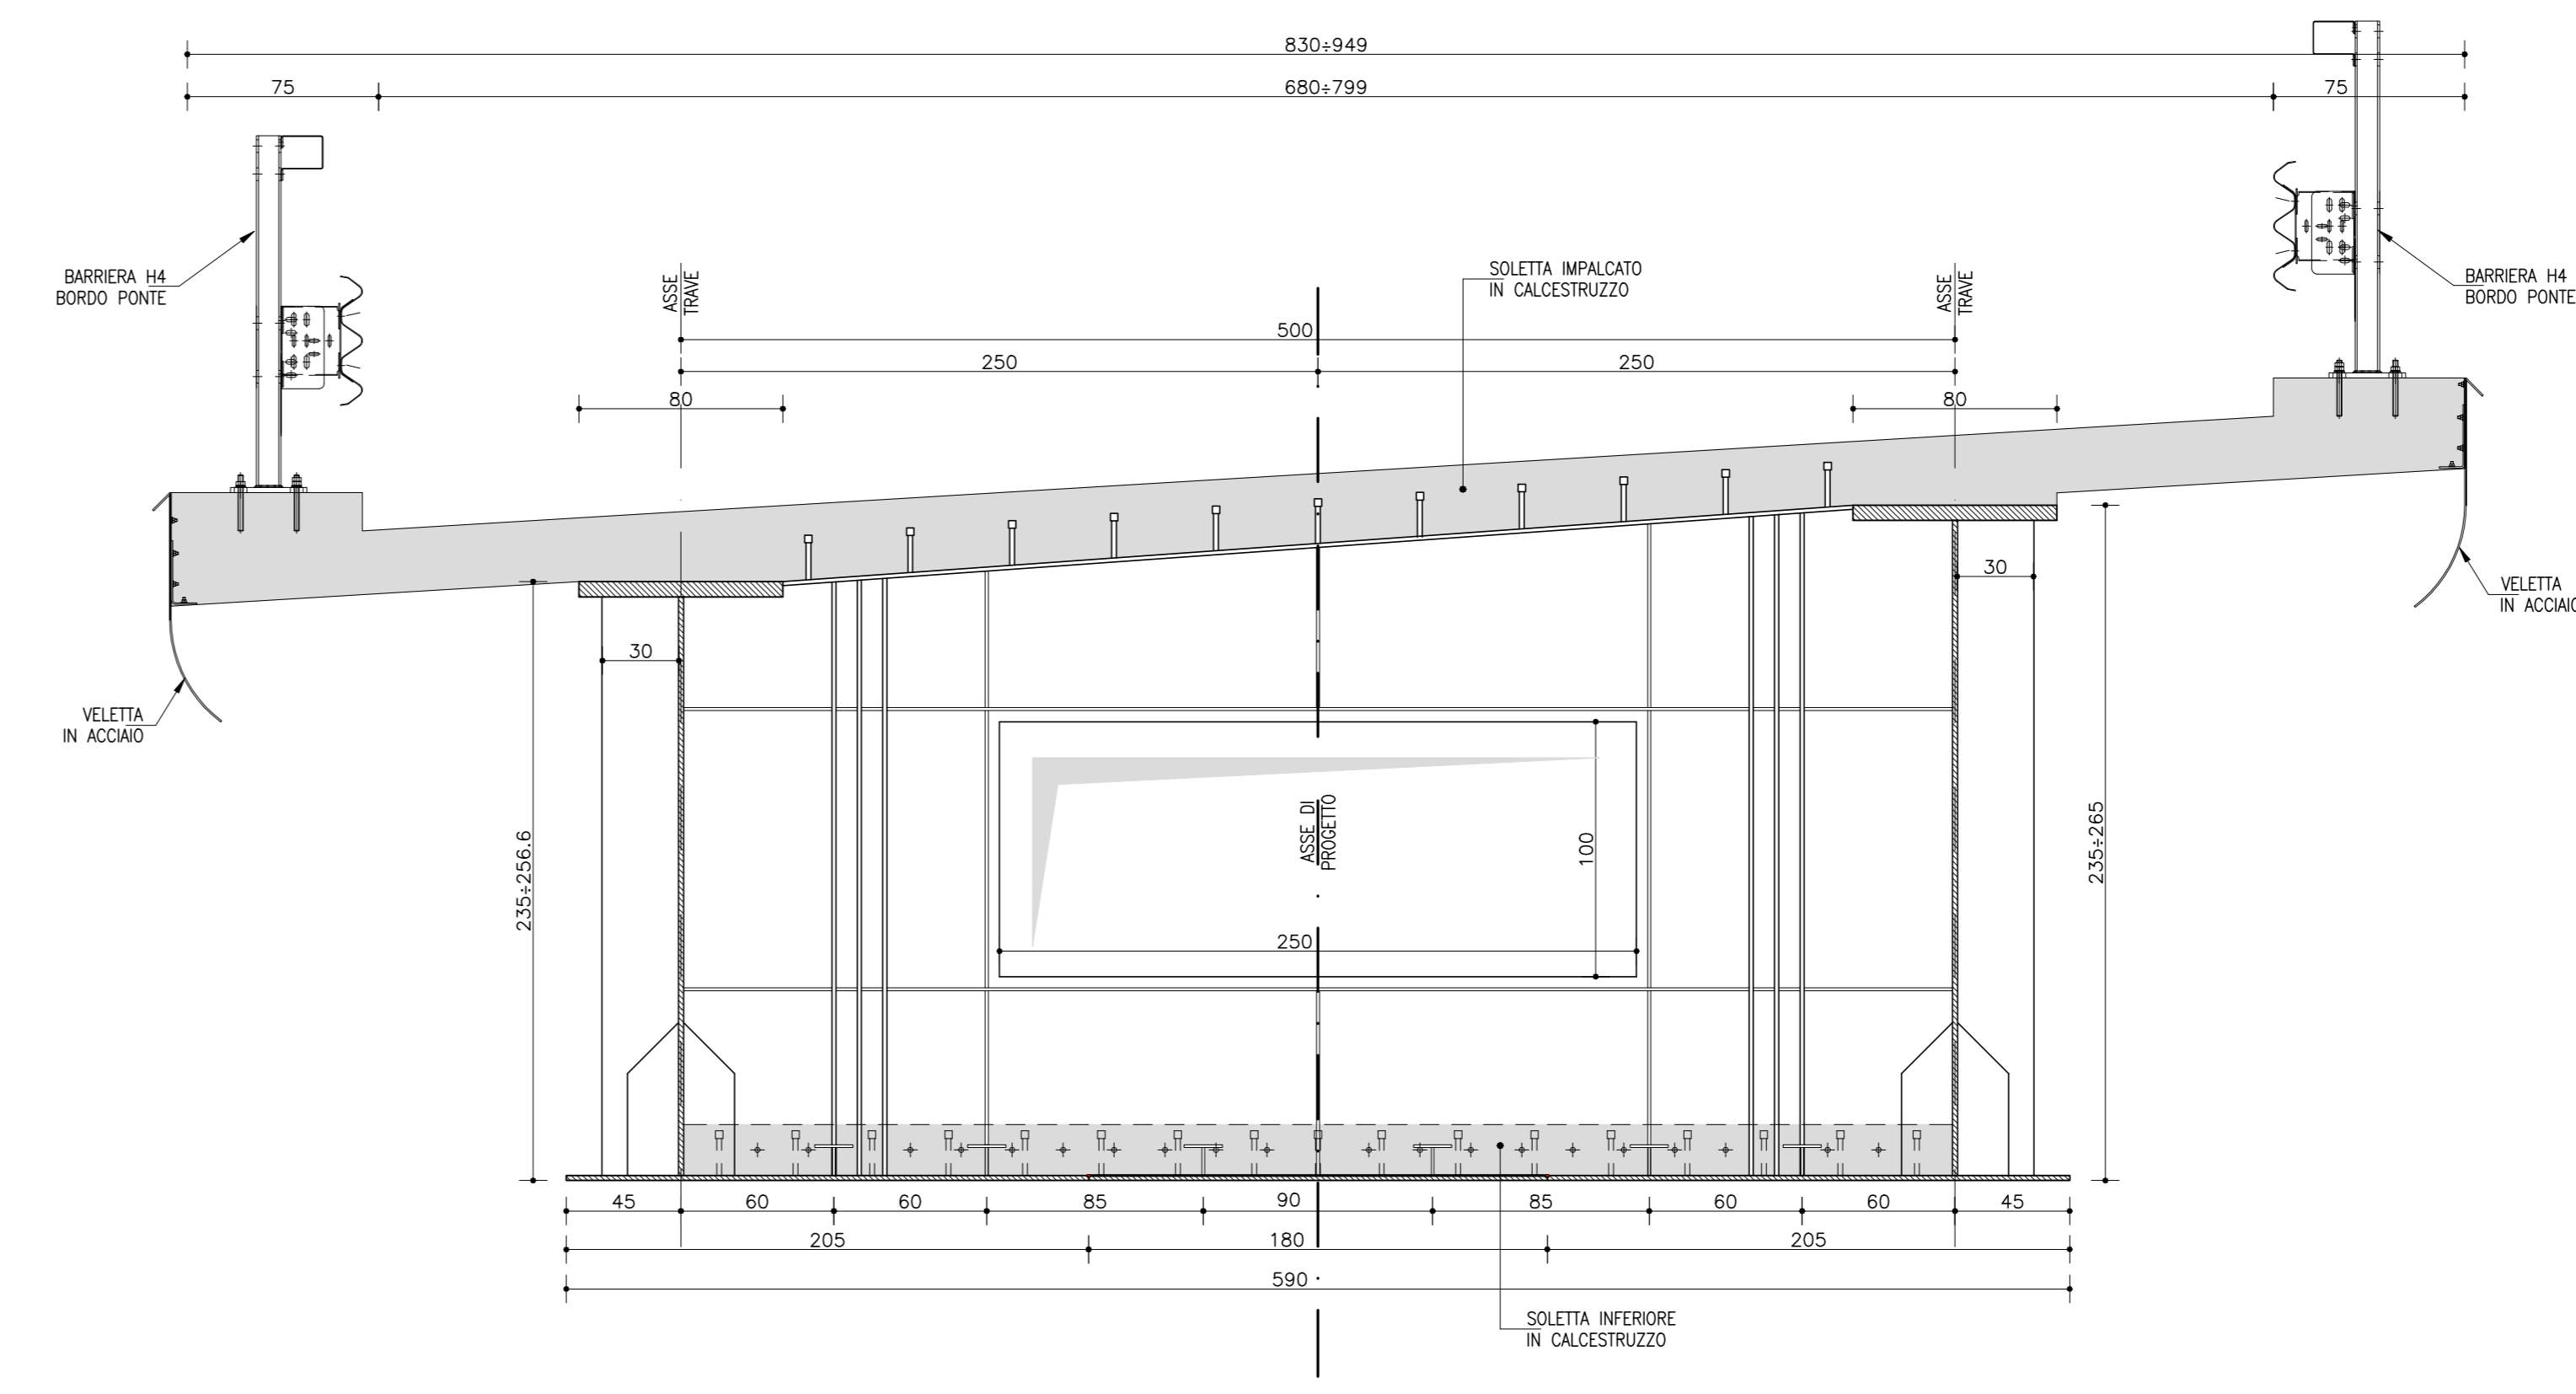 830÷949
75
680÷799
75
BARRIERA H4
BORDO PONTE
ASSE
TRAVE
SOLETTA IMPALCATO
IN CALCESTRUZZO
ASSE
TRAVE
BARRIERA H4
BORDO PONTE
500
250
250
80
80
30
30
VELETTA
IN ACCIAIO
VELETTA
IN ACCIAIO
235÷256.6
ASSE DI
PROGETTO
100
235÷265
250
45
60
60
85
90
85
60
60
45
205
180
205
590
SOLETTA INFERIORE
IN CALCESTRUZZO